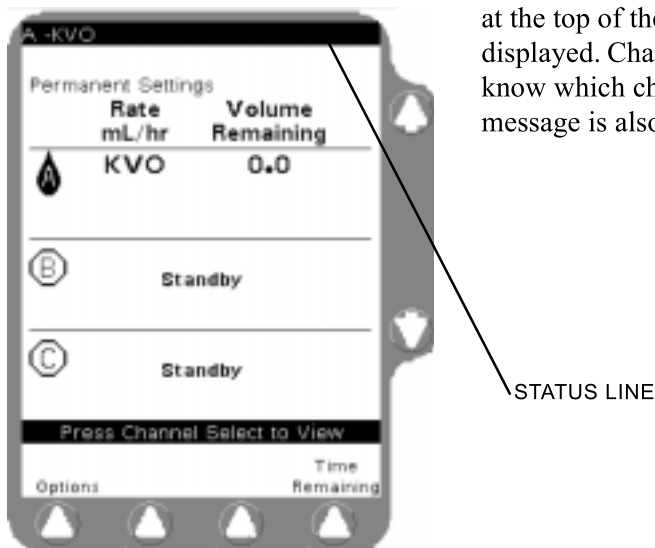 A -KVO
Permanent Settings
Rate Volume
mL/hr Remaining
A KVO 0.0
B Standby
C Standby
Press Channel Select to View
Time
Options Remaining
at the top of the
displayed. Cha
know which ch
message is also
STATUS LINE